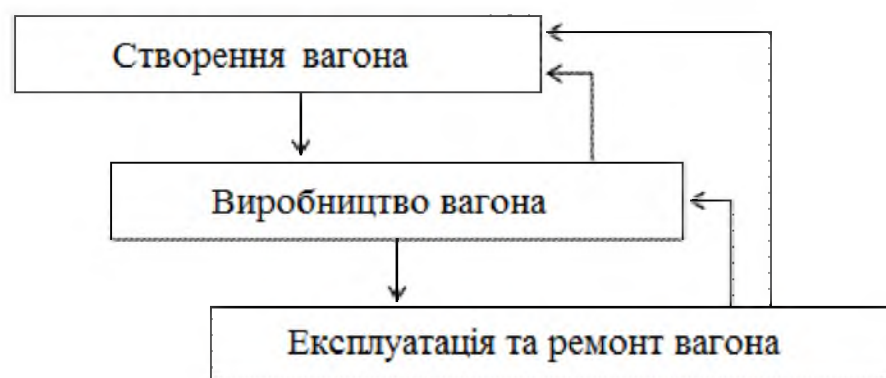 Створення вагона
Виробництво вагона
Експлуатація та ремонт вагона